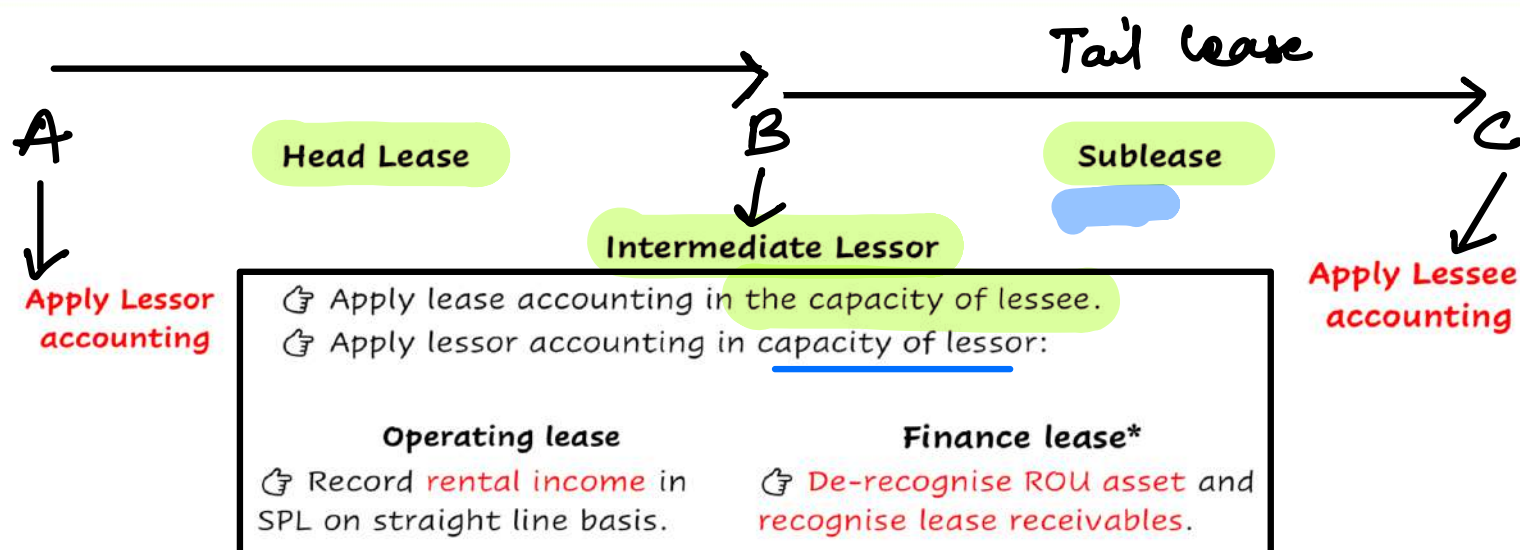 Tail lease
A
B
C
Head Lease
Sublease
Intermediate Lessor
Apply Lessor
accounting
Apply Lessee
accounting
☞ Apply lease accounting in the capacity of lessee.
☞ Apply lessor accounting in capacity of lessor:
Operating lease
☞ Record rental income in
SPL on straight line basis.
Finance lease*
☞ De-recognise ROU asset and
recognise lease receivables.